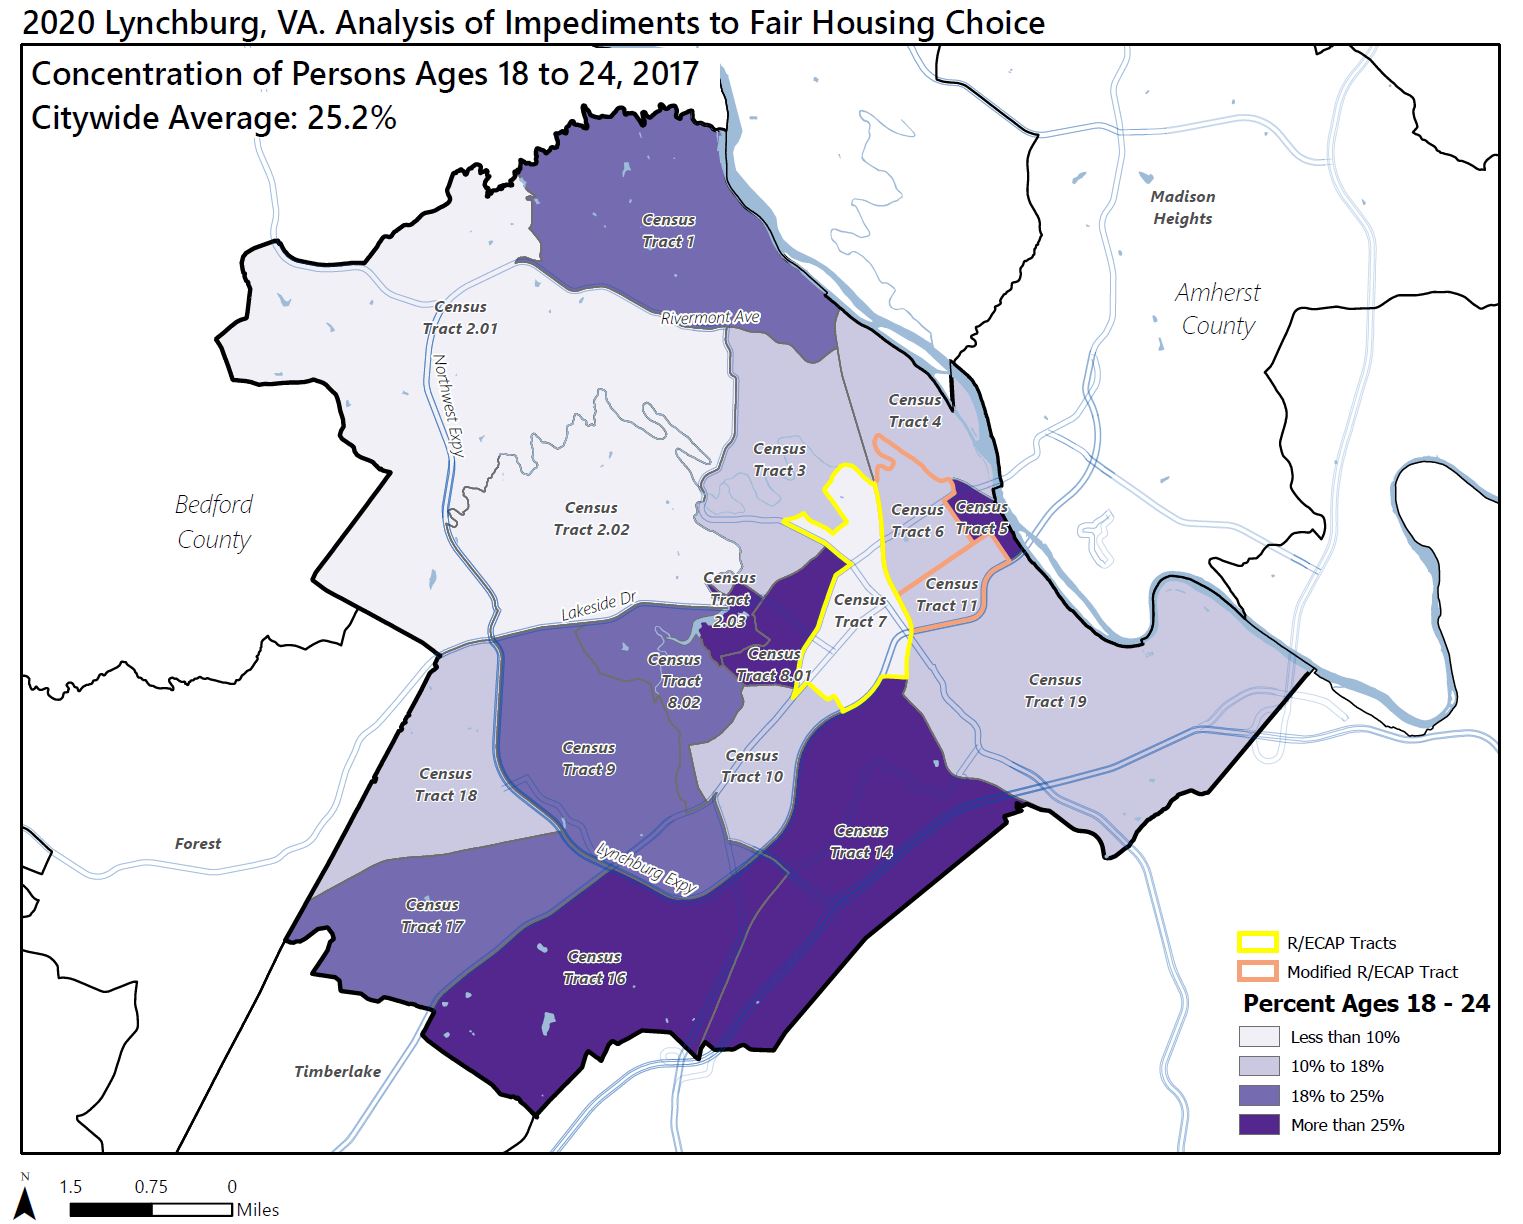 2020 Lynchburg, VA. Analysis of Impediments to Fair Housing Choice
Concentration of Persons Ages 18 to 24, 2017
Citywide Average: 25.2%
Census
Tract 1
Madison
Heights
Amherst
County
Census
Tract 2.01
Rivermont Ave
Northwest Expy
Census
Tract 4
Census
Tract 3
Bedford
County
Census
Tract 2.02
Census
Tract 6
Census
Tract 5
Census
Tract
2.03
Census
Tract 11
Lakeside Dr
Census
Tract 7
Census
Tract
8.02
Census
Tract 8.01
Census
Tract 19
Census
Tract 9
Census
Tract 10
Census
Tract 18
Forest
Census
Tract 14
Lynchburg Expy
Census
Tract 17
Census
Tract 16
Timberlake
R/ECAP Tracts
Modified R/ECAP Tract
Percent Ages 18 - 24
Less than 10%
10% to 18%
18% to 25%
More than 25%
N
1.5 0.75 0
Miles